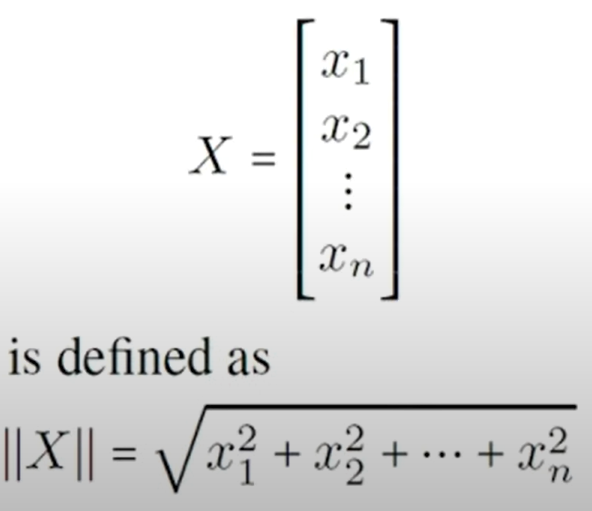 X = [x₁ x₂ ⋮ xₙ]
is defined as
||X|| = √(x₁² + x₂² + ⋯ + xₙ²)